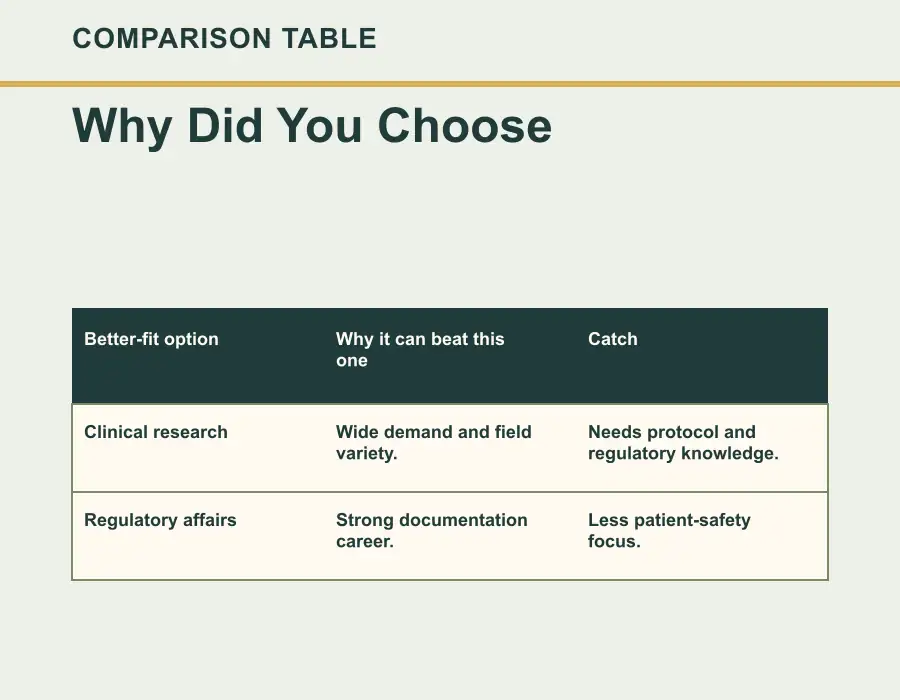 COMPARISON TABLE
Why Did You Choose
Better-fit option
Why it can beat this
one
Catch
Clinical research
Wide demand and field
variety.
Needs protocol and
regulatory knowledge.
Regulatory affairs
Strong documentation
career.
Less patient-safety
focus.